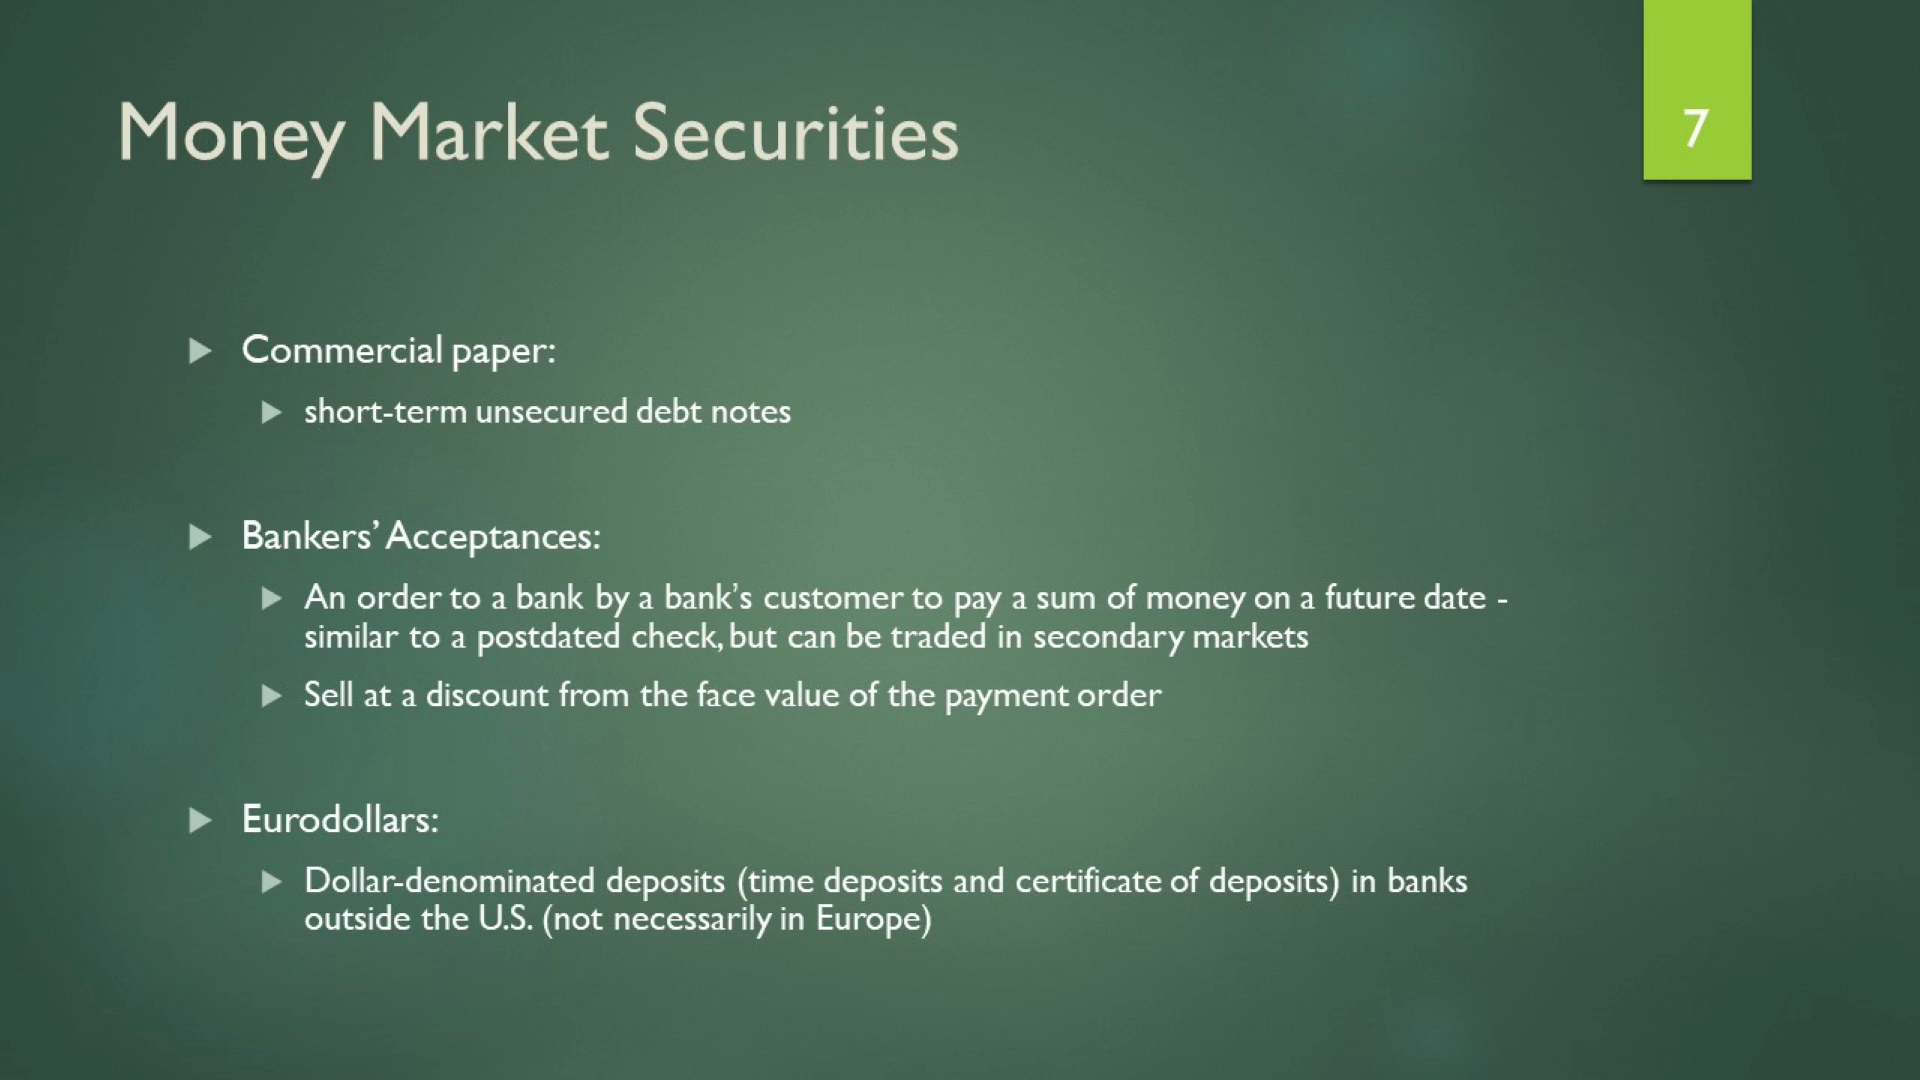 Money Market Securities
7
Commercial paper:
short-term unsecured debt notes
Bankers’ Acceptances:
An order to a bank by a bank’s customer to pay a sum of money on a future date -
similar to a postdated check, but can be traded in secondary markets
Sell at a discount from the face value of the payment order
Eurodollars:
Dollar-denominated deposits (time deposits and certificate of deposits) in banks
outside the U.S. (not necessarily in Europe)